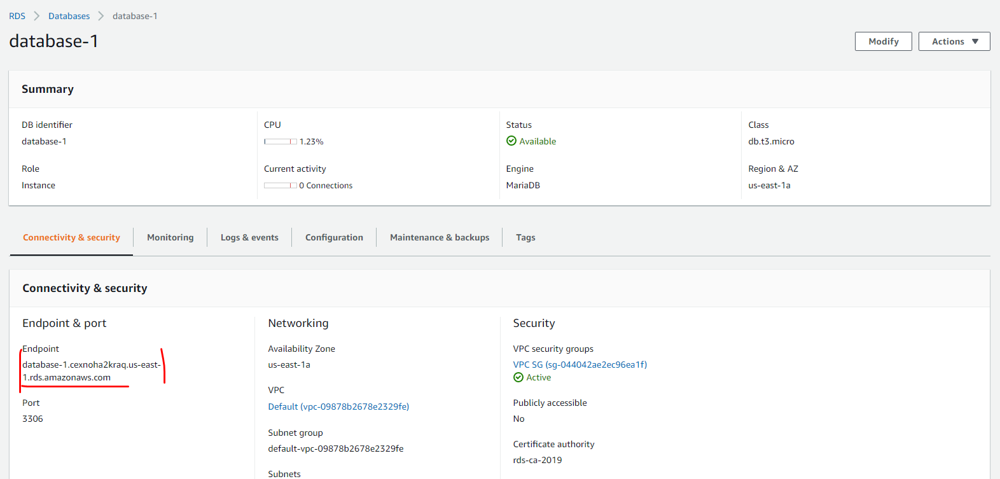 RDS > Databases > database-1
database-1
Modify
Actions
Summary
DB identifier
database-1
CPU
1.23%
Status
Available
Class
db.t3.micro
Role
Instance
Current activity
0 Connections
Engine
MariaDB
Region & AZ
us-east-1a
Connectivity & security
Monitoring
Logs & events
Configuration
Maintenance & backups
Tags
Connectivity & security
Endpoint & port
Endpoint
database-1.cexnoha2kraq.us-east-
1.rds.amazonaws.com
Port
3306
Networking
Availability Zone
us-east-1a
VPC
Default (vpc-09878b2678e2329fe)
Subnet group
default-vpc-09878b2678e2329fe
Subnets
Security
VPC security groups
VPC SG (sg-044042ae2ec96ea1f)
Active
Publicly accessible
No
Certificate authority
rds-ca-2019